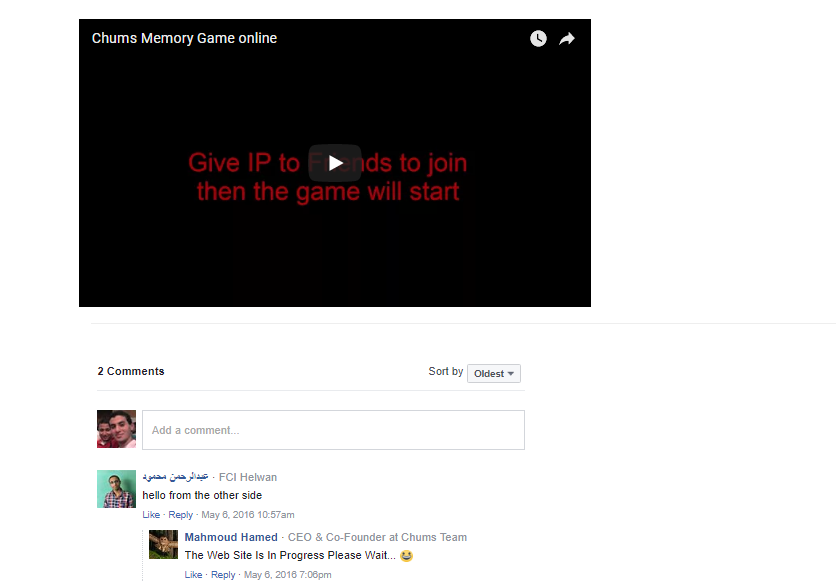 Chums Memory Game online
Give IP to Friends to join
then the game will start
2 Comments
Sort by Oldest
Add a comment...
عبدالرحمن محمود · FCI Helwan
hello from the other side
Like · Reply · May 6, 2016 10:57am
Mahmoud Hamed · CEO & Co-Founder at Chums Team
The Web Site Is In Progress Please Wait... 😂
Like · Reply · May 6, 2016 7:06pm